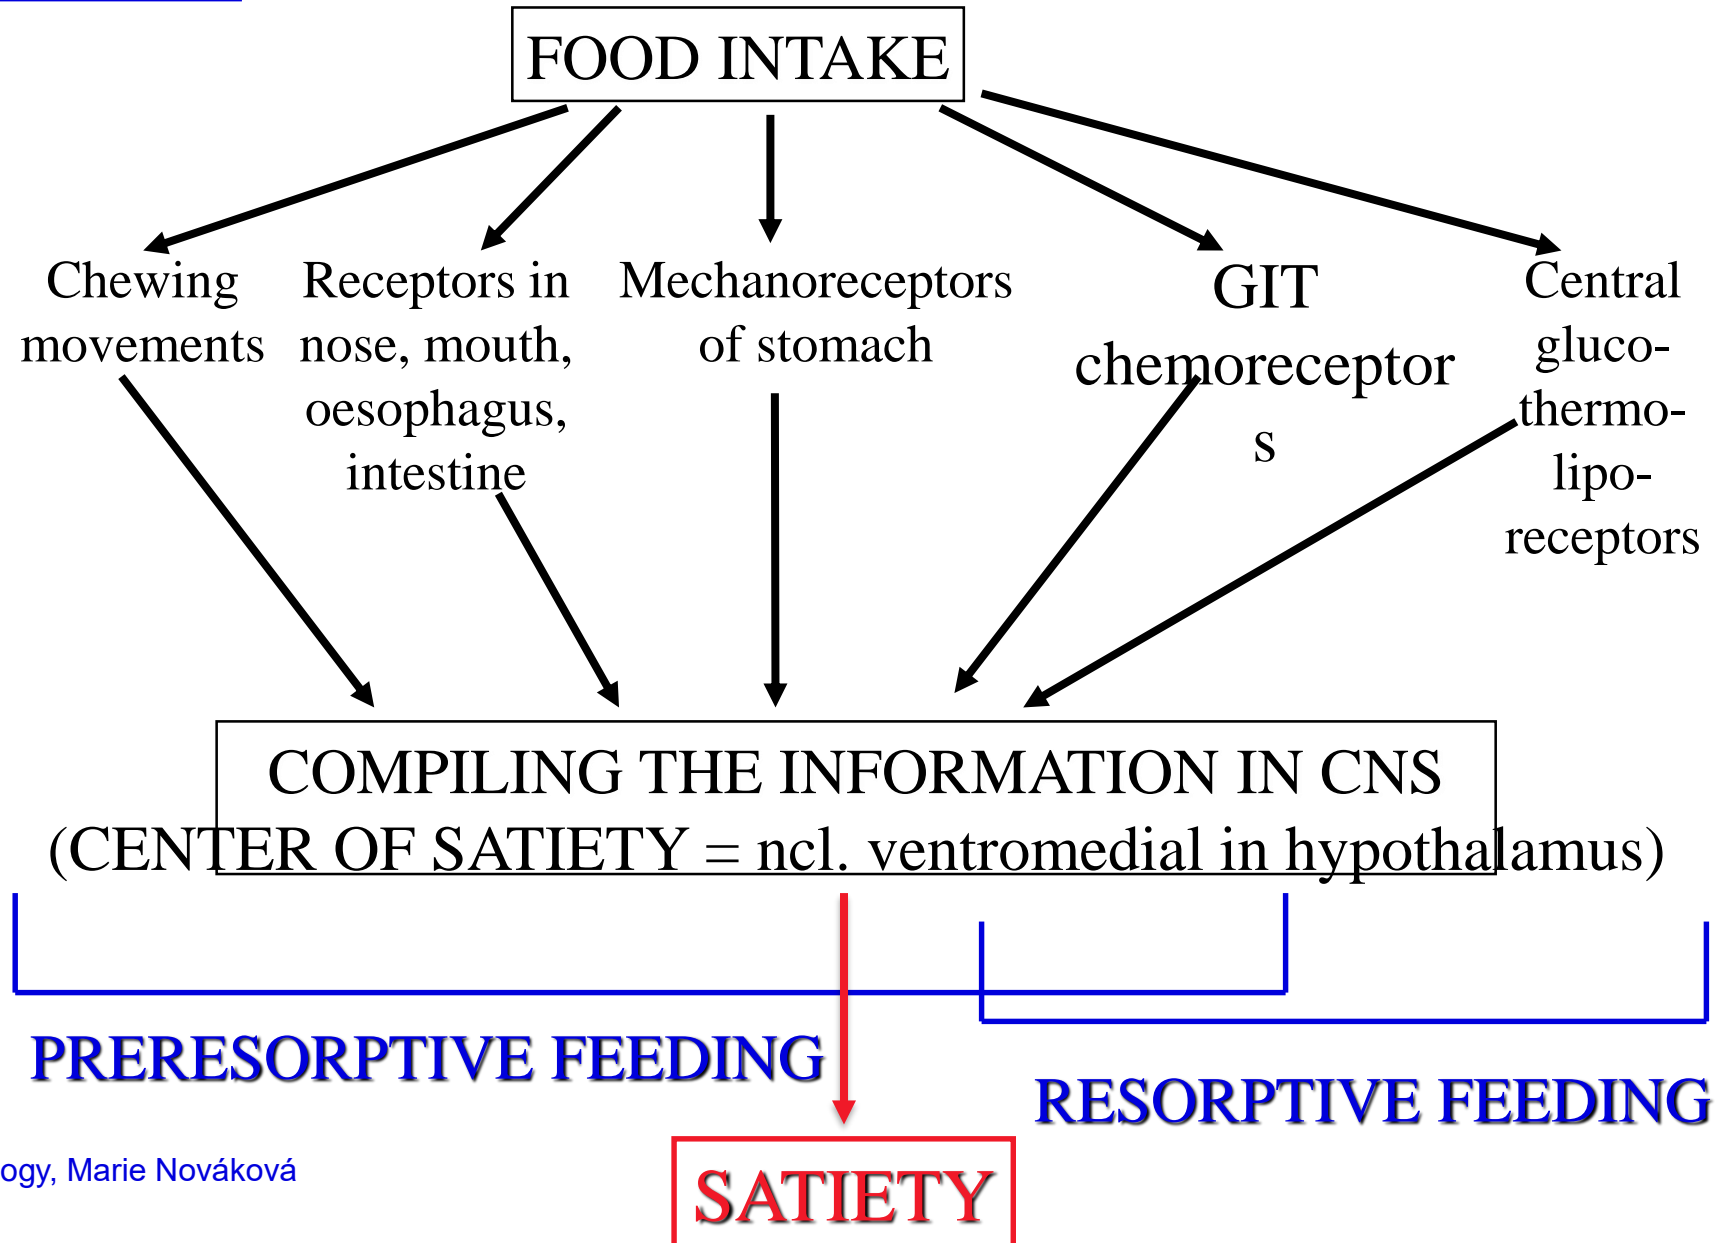 FOOD INTAKE
Chewing
movements
Receptors in
nose, mouth,
oesophagus,
intestine
Mechanoreceptors
of stomach
GIT
chemoreceptor
s
Central
gluco-
thermo-
lipo-
receptors
COMPILING THE INFORMATION IN CNS
(CENTER OF SATIETY = ncl. ventromedial in hypothalamus)
PRERESORPTIVE FEEDING
RESORPTIVE FEEDING
ogy, Marie Nováková
SATIETY